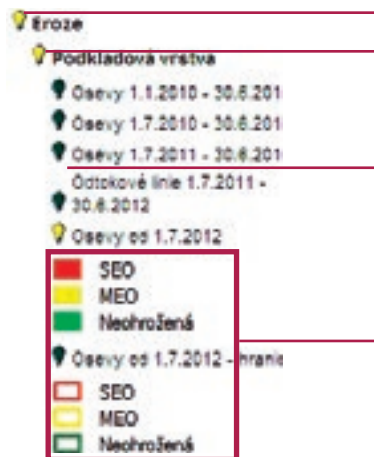 Eroze
Podkladová vrstva
Osevy 1.1.2010 - 30.6.201
Osevy 1.7.2010 - 30.6.201
Osevy 1.7.2011 - 30.6.201
Odtokové linie 1.7.2011 -
30.6.2012
Osevy od 1.7.2012
SEO
MEO
Neohrožená
Osevy od 1.7.2012 - hranic
SEO
MEO
Neohrožená